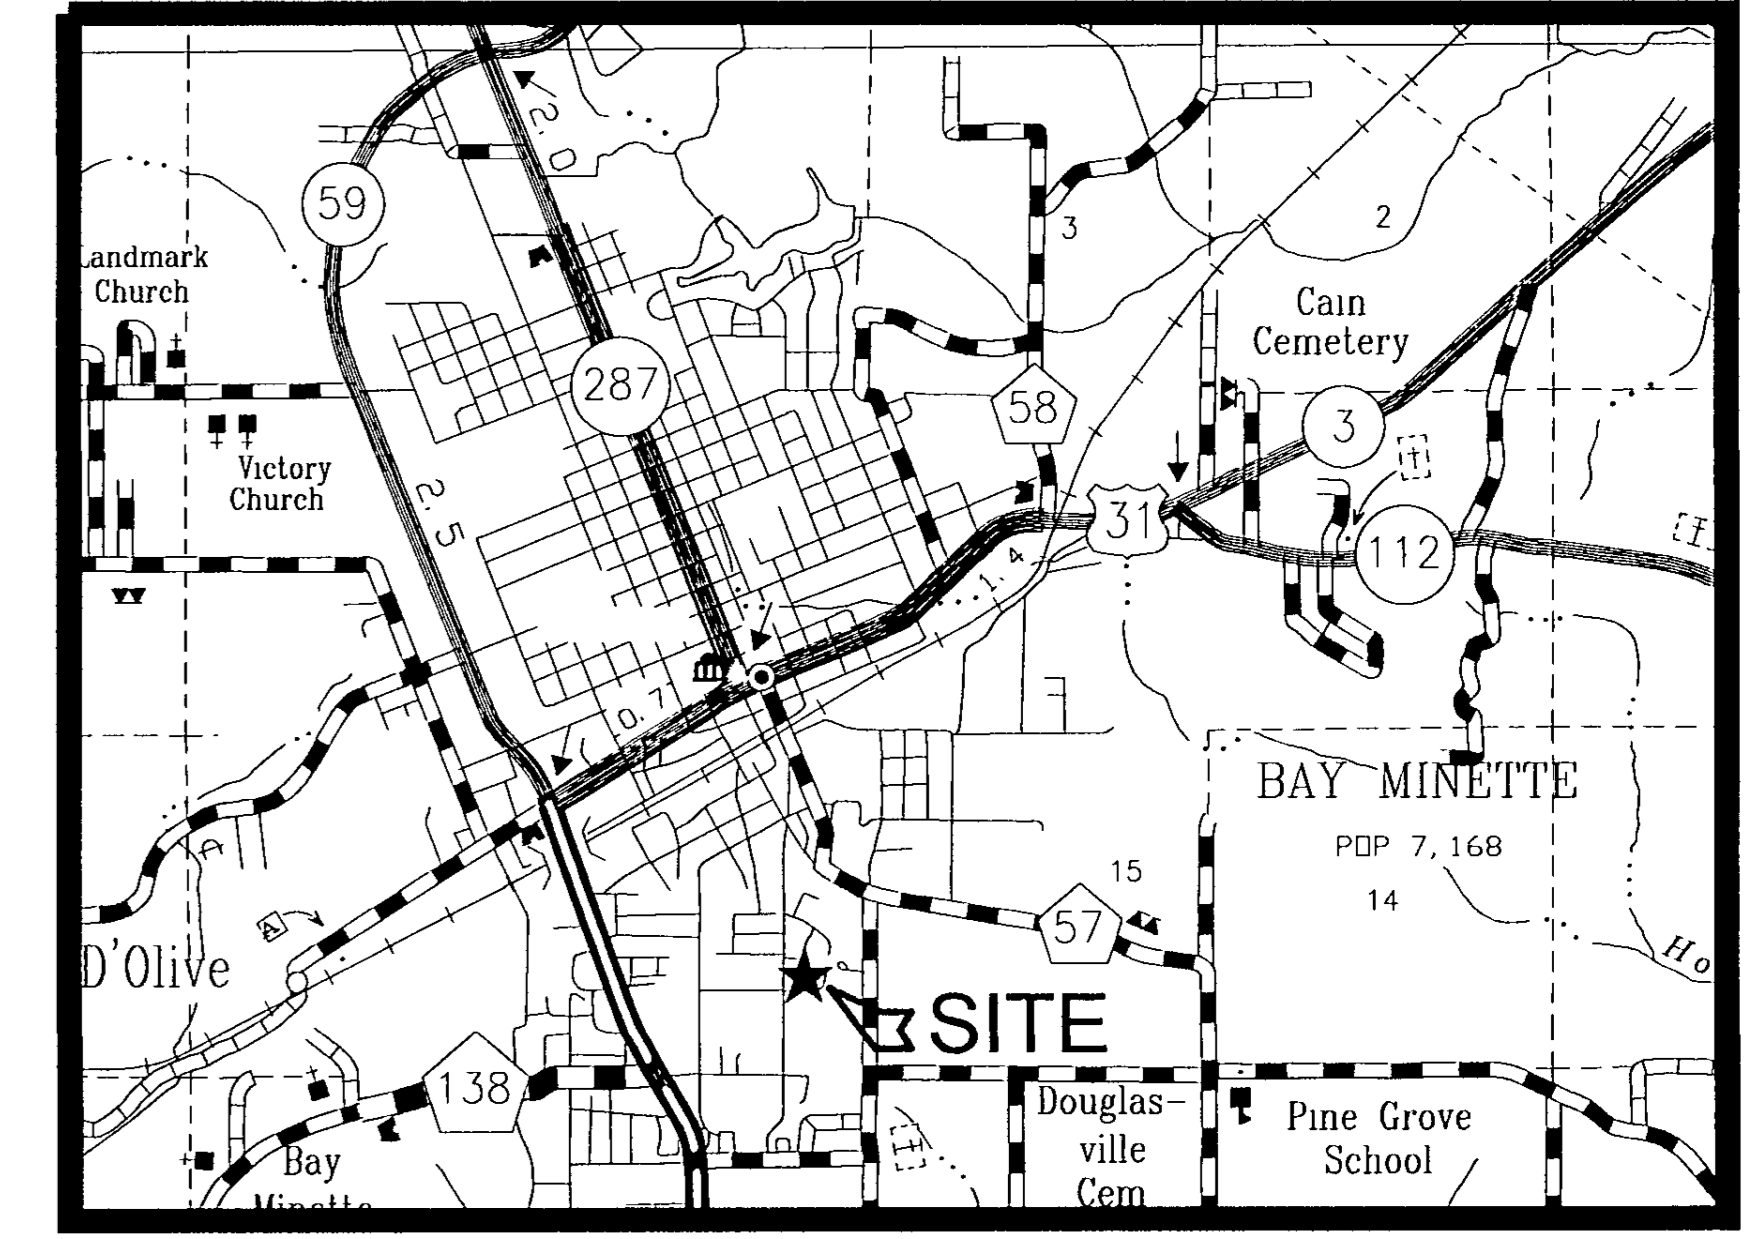 2.0
59
3
2
Landmark
Church
Cain
Cemetery
287
58
3
Victory
Church
2.5
31
112
1.4
0.7
BAY MINETTE
POP 7,168
15
14
57
A
D'Olive
Ho
SITE
138
Douglas-
ville
Cem
Pine Grove
School
Bay
Minette